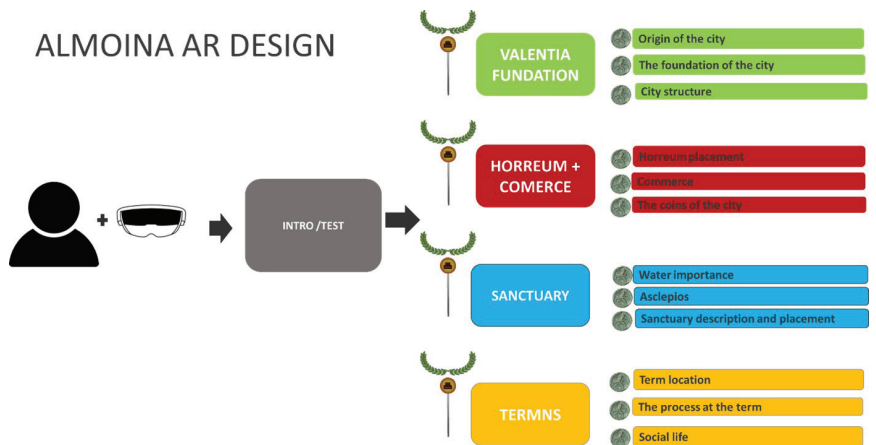 ALMOINA AR DESIGN
+
INTRO /TEST
VALENTIA
FUNDATION
Origin of the city
The foundation of the city
City structure
HORREUM +
COMERCE
Horreum placement
Commerce
The coins of the city
SANCTUARY
Water importance
Asclepios
Sanctuary description and placement
TERMNS
Term location
The process at the term
Social life